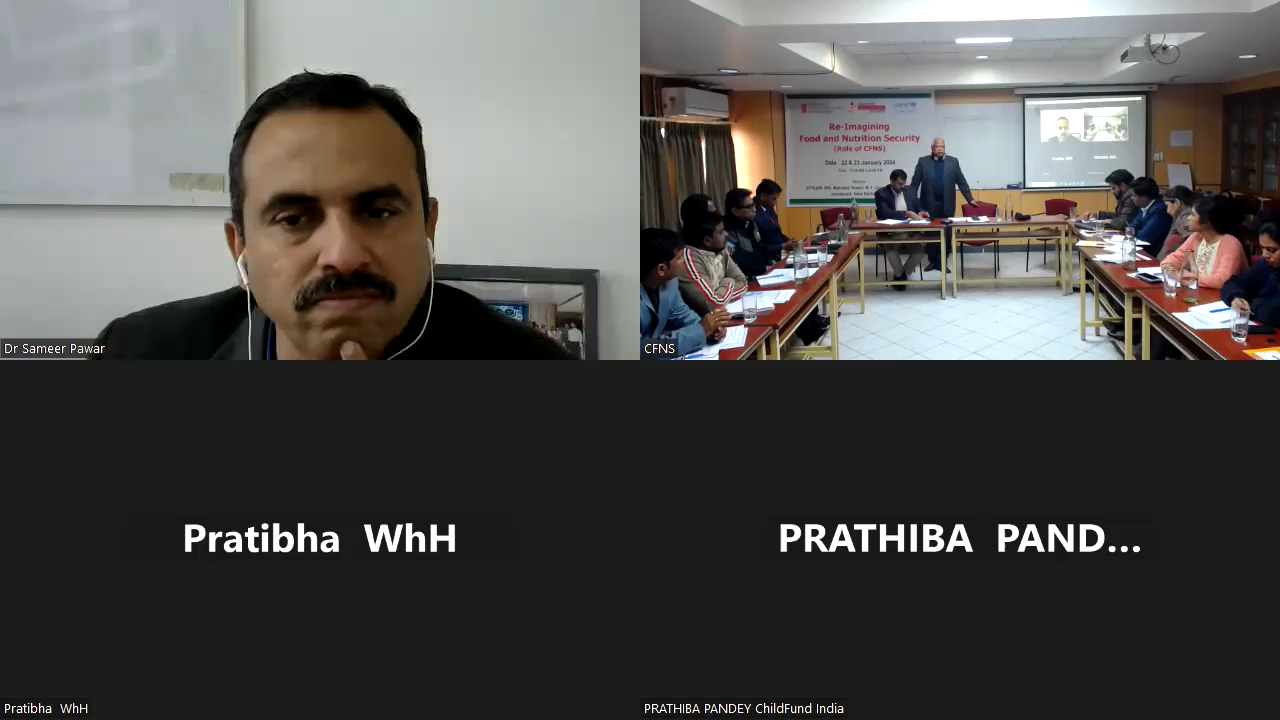 Dr Sameer Pawar
Re-Imagining
Food and Nutrition Security
(Role of CFNS)
Date : 22 & 23 January 2024
CFNS
Pratibha WhH
PRATHIBA PAND...
Pratibha WhH
PRATHIBA PANDEY ChildFund India